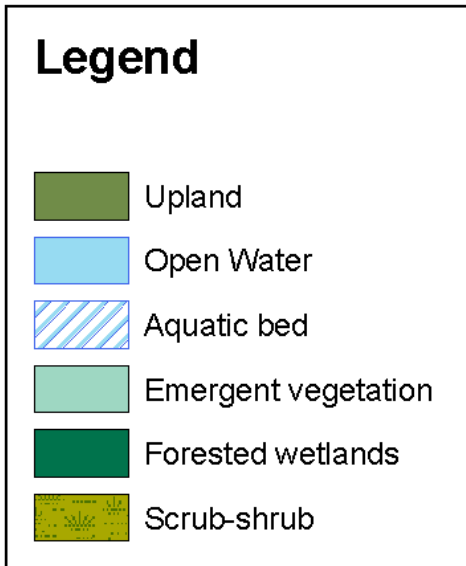 Legend
Upland
Open Water
Aquatic bed
Emergent vegetation
Forested wetlands
Scrub-shrub